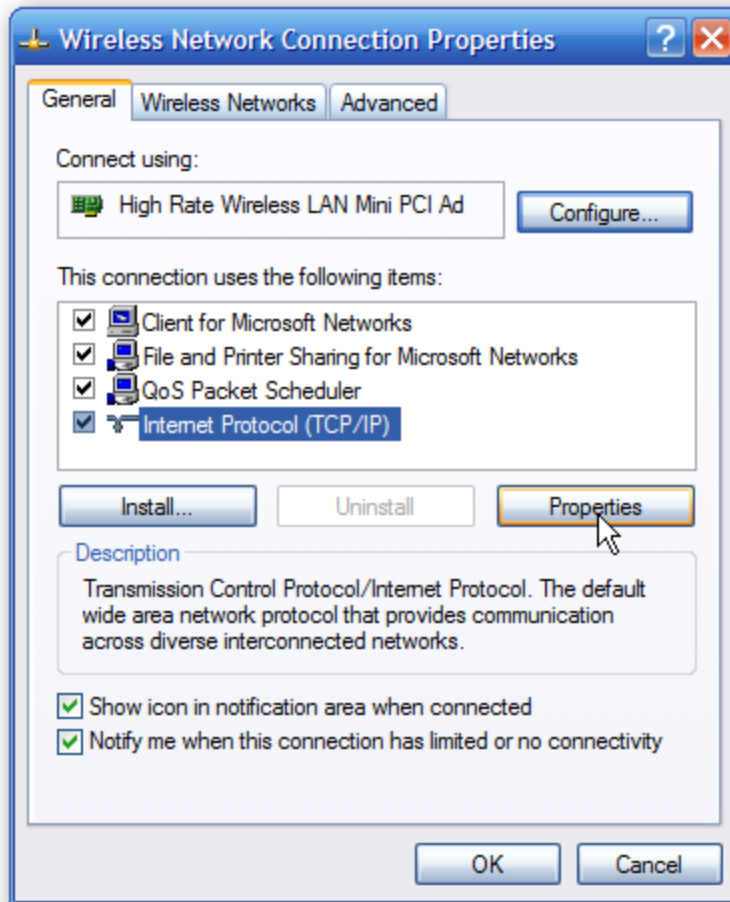 Wireless Network Connection Properties
General
Wireless Networks
Advanced
Connect using:
High Rate Wireless LAN Mini PCI Ad
Configure...
This connection uses the following items:
Client for Microsoft Networks
File and Printer Sharing for Microsoft Networks
QoS Packet Scheduler
Internet Protocol (TCP/IP)
Install...
Uninstall
Properties
Description
Transmission Control Protocol/Internet Protocol. The default
wide area network protocol that provides communication
across diverse interconnected networks.
Show icon in notification area when connected
Notify me when this connection has limited or no connectivity
OK
Cancel